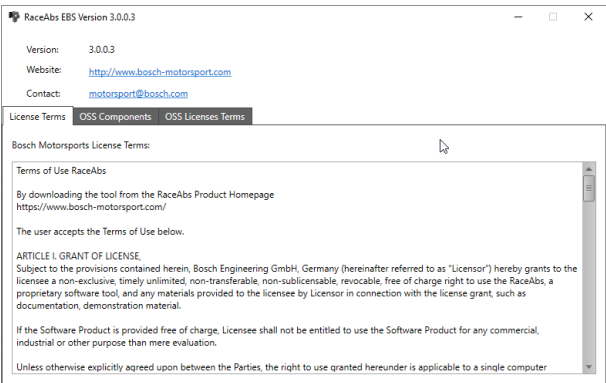 RaceAbs EBS Version 3.0.0.3
Version: 3.0.0.3
Website: http://www.bosch-motorsport.com
Contact: motorsport@bosch.com
License Terms OSS Components OSS Licenses Terms
Bosch Motorsports License Terms:
Terms of Use RaceAbs
By downloading the tool from the RaceAbs Product Homepage
https://www.bosch-motorsport.com/
The user accepts the Terms of Use below.
ARTICLE I. GRANT OF LICENSE,
Subject to the provisions contained herein, Bosch Engineering GmbH, Germany (hereinafter referred to as “Licensor”) hereby grants to the
licensee a non-exclusive, timely unlimited, non-transferable, non-sublicensable, revocable, free of charge right to use the RaceAbs, a
proprietary software tool, and any materials provided to the licensee by Licensor in connection with the license grant, such as
documentation, demonstration material.
If the Software Product is provided free of charge, Licensee shall not be entitled to use the Software Product for any commercial,
industrial or other purpose than mere evaluation.
Unless otherwise explicitly agreed upon between the Parties, the right to use granted hereunder is applicable to a single computer